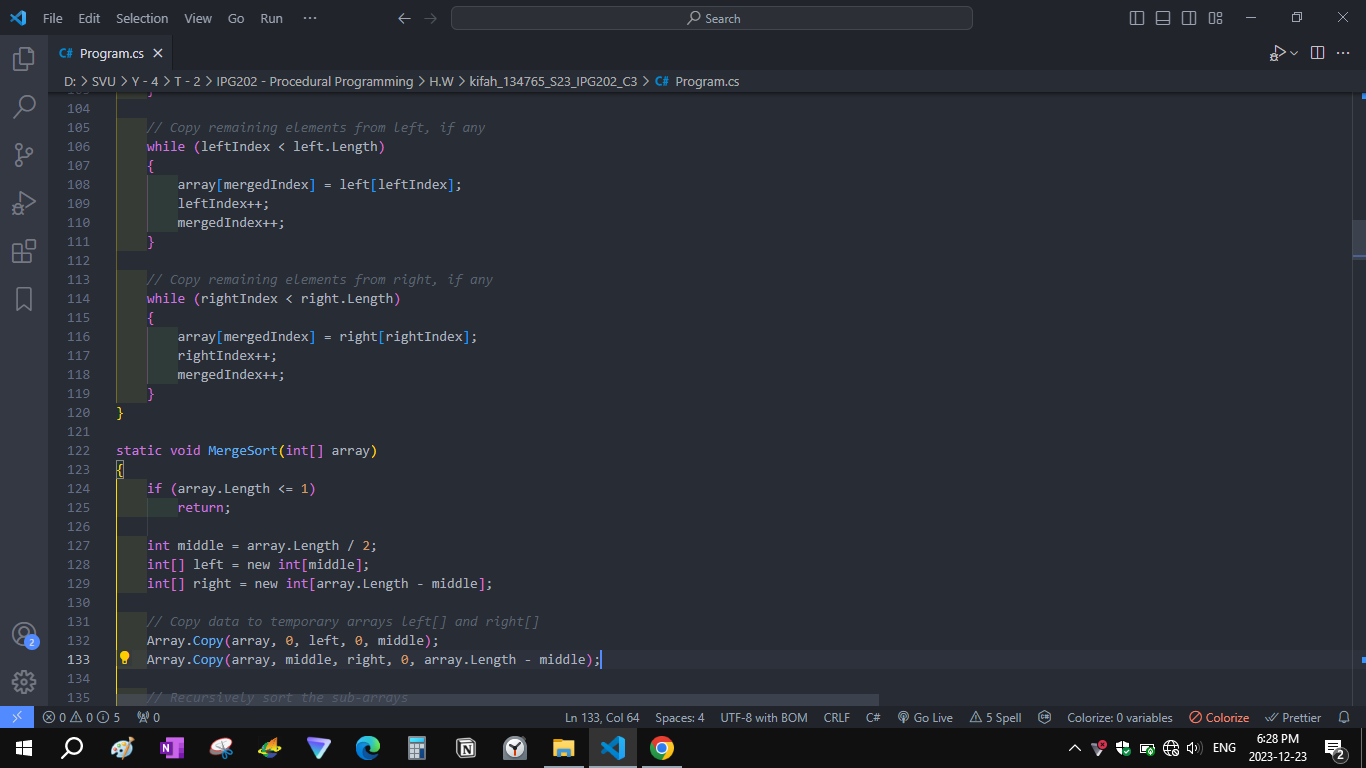 File Edit Selection View Go Run ··· Search
C# Program.cs
D: > SVU > Y - 4 > T - 2 > IPG202 - Procedural Programming > H.W > kifah_134765_S23_IPG202_C3 > C# Program.cs
104
105 // Copy remaining elements from left, if any
106 while (leftIndex < left.Length)
107 {
108 array[mergedIndex] = left[leftIndex];
109 leftIndex++;
110 mergedIndex++;
111 }
112
113 // Copy remaining elements from right, if any
114 while (rightIndex < right.Length)
115 {
116 array[mergedIndex] = right[rightIndex];
117 rightIndex++;
118 mergedIndex++;
119 }
120 }
121
122 static void MergeSort(int[] array)
123 {
124 if (array.Length <= 1)
125 return;
126
127 int middle = array.Length / 2;
128 int[] left = new int[middle];
129 int[] right = new int[array.Length - middle];
130
131 // Copy data to temporary arrays left[] and right[]
132 Array.Copy(array, 0, left, 0, middle);
133 Array.Copy(array, middle, right, 0, array.Length - middle);
134
135 // Recursively sort the sub-arrays
2
0 0 5 0 Ln 133, Col 64 Spaces: 4 UTF-8 with BOM CRLF C# Go Live 5 Spell Colorize: 0 variables Colorize Prettier
ENG 6:28 PM
2023-12-23 2